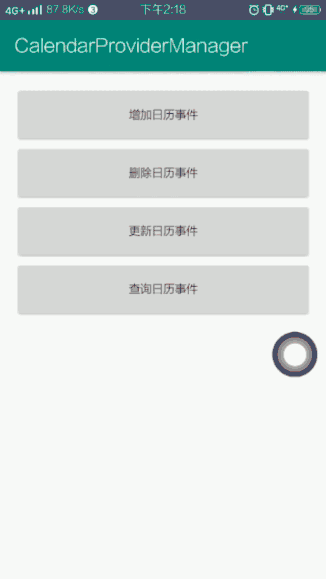 4G+ 87.8K/s 3 下午2:18 4G+
CalendarProviderManager
增加日历事件
删除日历事件
更新日历事件
查询日历事件